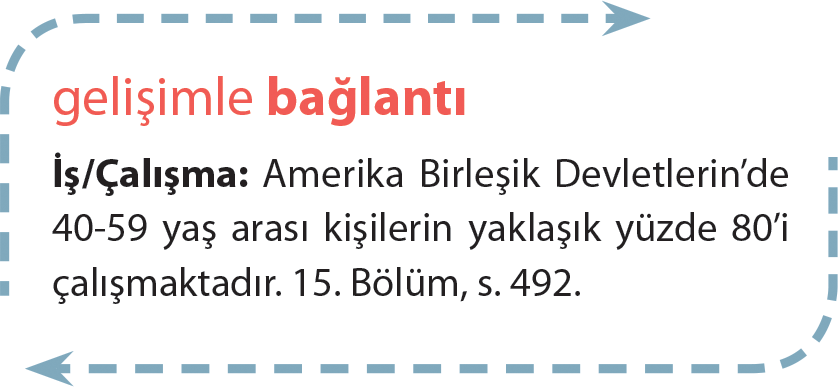 gelişimle bağlantı
İş/Çalışma: Amerika Birleşik Devletlerin’de
40-59 yaş arası kişilerin yaklaşık yüzde 80’i
çalışmaktadır. 15. Bölüm, s. 492.